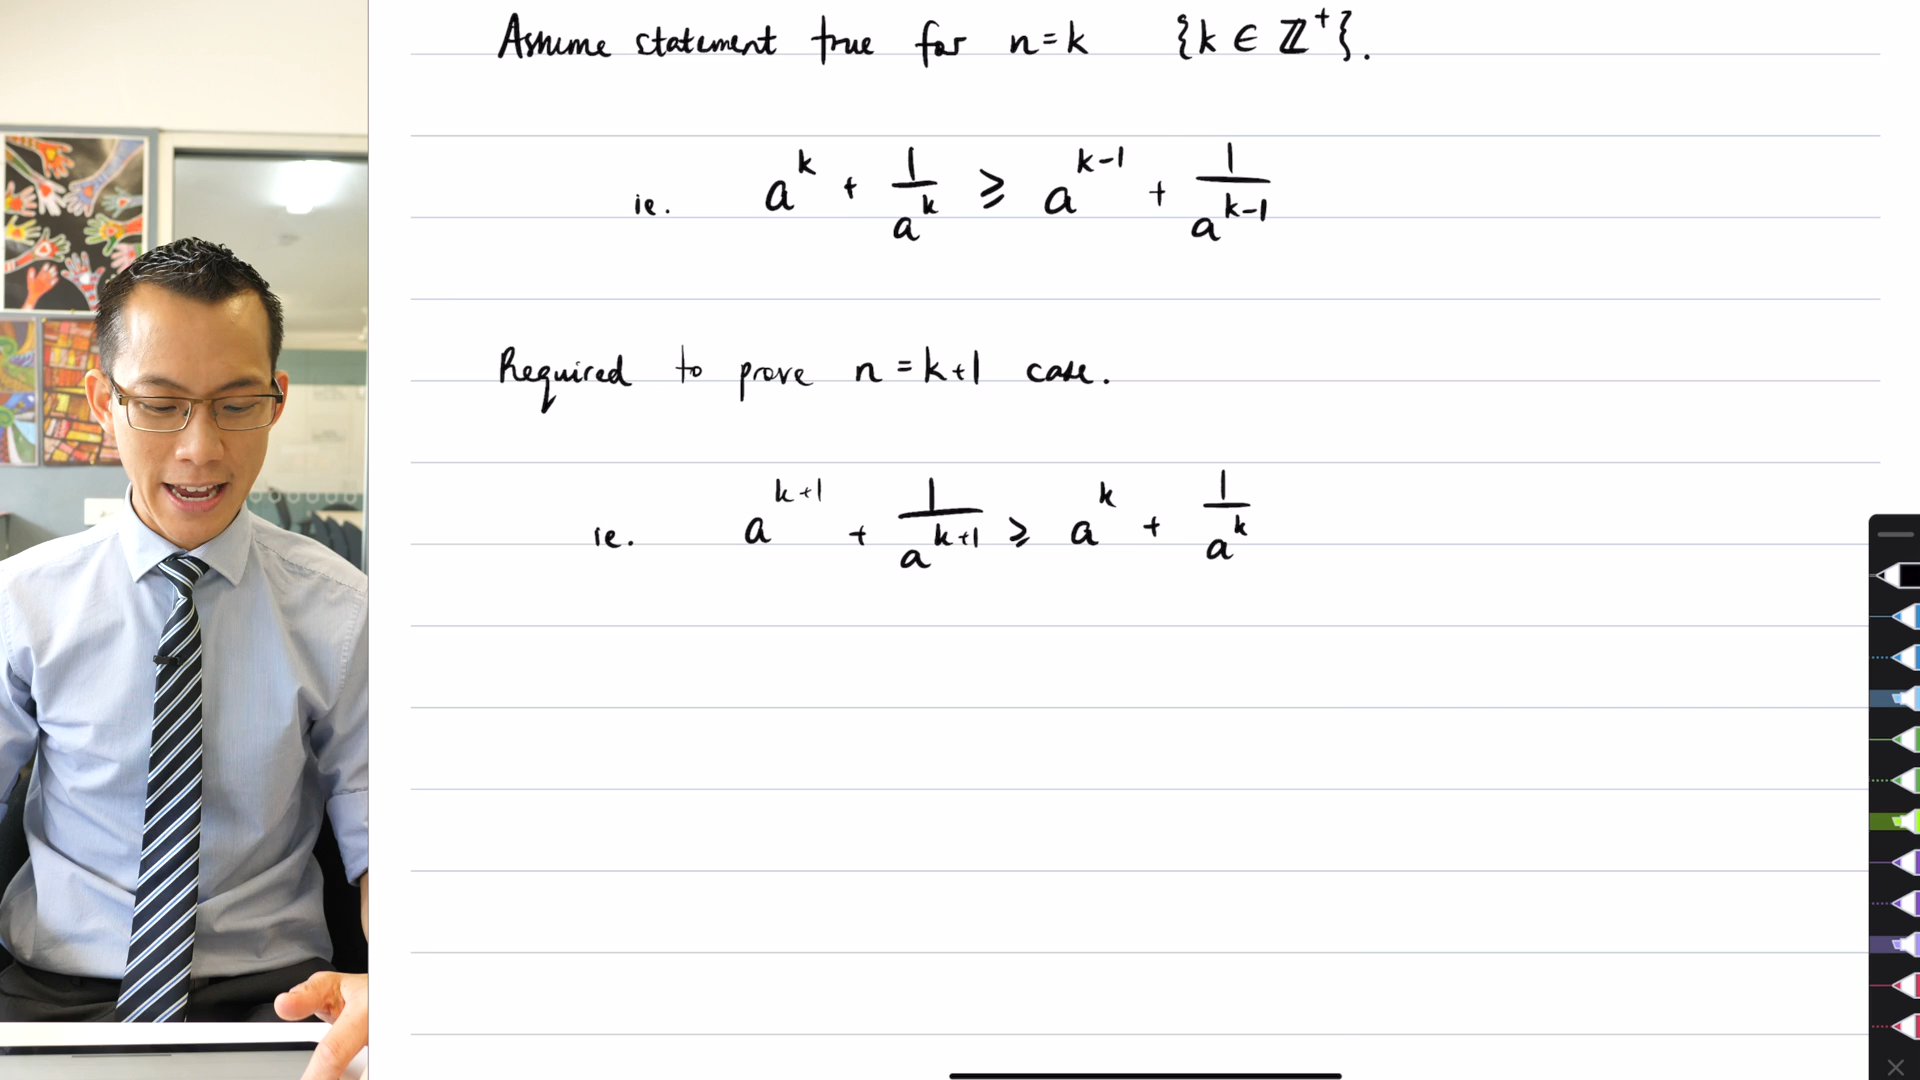 Assume statement true for n=k {k ∈ ℤ⁺}.
ie. a^k + 1/a^k ⩾ a^(k-1) + 1/a^(k-1)
Required to prove n=k+1 case.
ie. a^(k+1) + 1/a^(k+1) ⩾ a^k + 1/a^k